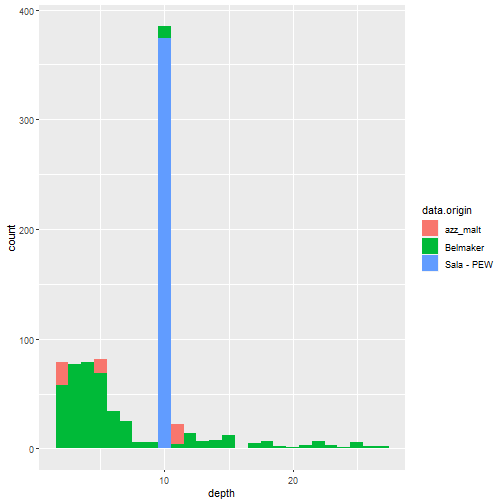 400
300
200
100
0
count
10
20
depth
data.origin
azz_malt
Belmaker
Sala - PEW